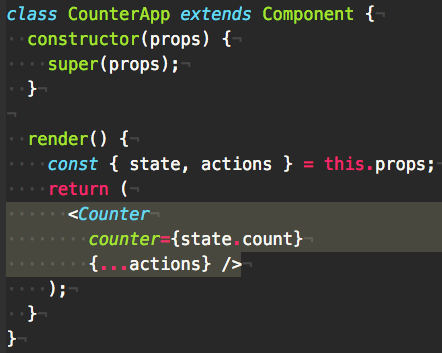 class CounterApp extends Component {
  constructor(props) {
    super(props);
  }

  render() {
    const { state, actions } = this.props;
    return (
      <Counter
        counter={state.count}
        {...actions} />
    );
  }
}